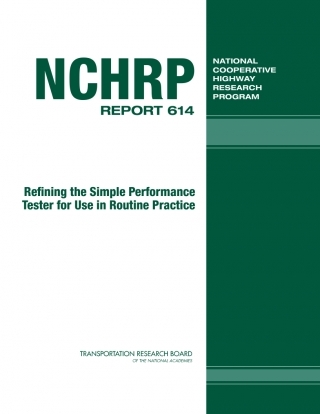 NCHRP
REPORT 614
NATIONAL
COOPERATIVE
HIGHWAY
RESEARCH
PROGRAM
Refining the Simple Performance
Tester for Use in Routine Practice
TRANSPORTATION RESEARCH BOARD
OF THE NATIONAL ACADEMIES